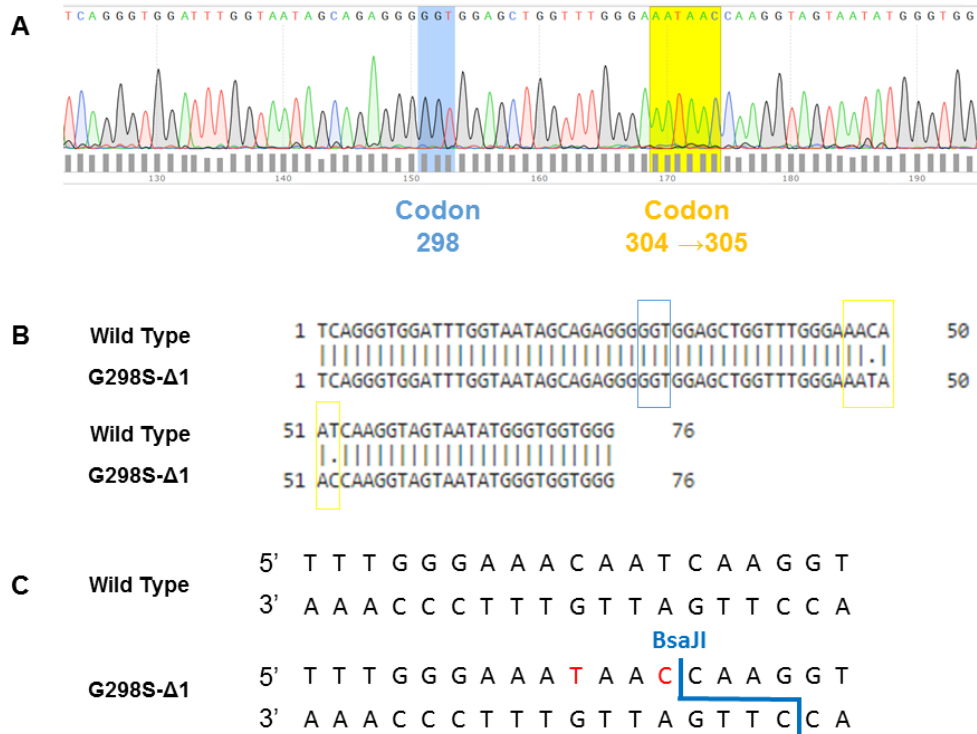 A
TCAGGGTGGATTTGGTAATAGCAGAGGGGGTGGAGCTGGTTTGGGAAATAACCAAGGTAGTAATATGGGTGG
130 140 150 160 170 180 190
Codon Codon
298 304 →305
B
Wild Type 1 TCAGGGTGGATTTGGTAATAGCAGAGGGGGTGGAGCTGGTTTGGGAAACA 50
||||||||||||||||||||||||||||||||||||||||||||||||.|
G298S-Δ1 1 TCAGGGTGGATTTGGTAATAGCAGAGGGGGTGGAGCTGGTTTGGGAAATA 50
Wild Type 51 ATCAAGGTAGTAATATGGGTGGTGGG 76
|.||||||||||||||||||||||||
G298S-Δ1 51 ACCAAGGTAGTAATATGGGTGGTGGG 76
C
Wild Type
5’ T T T G G G A A A C A A T C A A G G T
3’ A A A C C C T T T G T T A G T T C C A
BsaJI
G298S-Δ1
5’ T T T G G G A A A T A A C C A A G G T
3’ A A A C C C T T T G T T A G T T C C A